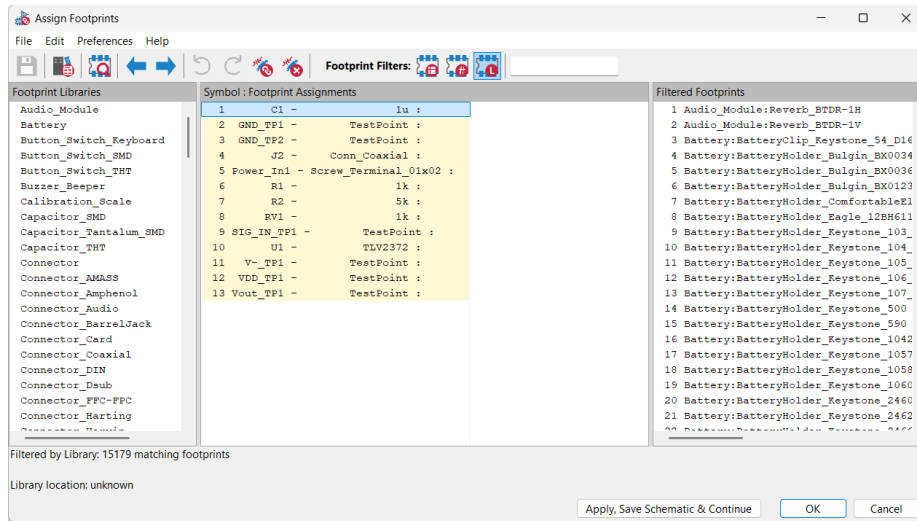 Assign Footprints
File Edit Preferences Help
Footprint Filters:
Footprint Libraries
Audio_Module
Battery
Button_Switch_Keyboard
Button_Switch_SMD
Button_Switch_THT
Buzzer_Beeper
Calibration_Scale
Capacitor_SMD
Capacitor_Tantalum_SMD
Capacitor_THT
Connector
Connector_AMASS
Connector_Amphenol
Connector_Audio
Connector_BarrelJack
Connector_Card
Connector_Coaxial
Connector_DIN
Connector_Dsub
Connector_FFC-FPC
Connector_Harting
Symbol : Footprint Assignments
1 C1 - 1u :
2 GND_TP1 - TestPoint :
3 GND_TP2 - TestPoint :
4 J2 - Conn_Coaxial :
5 Power_In1 - Screw_Terminal_01x02 :
6 R1 - 1k :
7 R2 - 5k :
8 RV1 - 1k :
9 SIG_IN_TP1 - TestPoint :
10 U1 - TLV2372 :
11 V-_TP1 - TestPoint :
12 VDD_TP1 - TestPoint :
13 Vout_TP1 - TestPoint :
Filtered Footprints
1 Audio_Module:Reverb_BTDR-1H
2 Audio_Module:Reverb_BTDR-1V
3 Battery:BatteryClip_Keystone_54_D16
4 Battery:BatteryHolder_Bulgin_BX0034
5 Battery:BatteryHolder_Bulgin_BX0036
6 Battery:BatteryHolder_Bulgin_BX0123
7 Battery:BatteryHolder_ComfortableEl
8 Battery:BatteryHolder_Eagle_12BH611
9 Battery:BatteryHolder_Keystone_103_
10 Battery:BatteryHolder_Keystone_104_
11 Battery:BatteryHolder_Keystone_105_
12 Battery:BatteryHolder_Keystone_106_
13 Battery:BatteryHolder_Keystone_107_
14 Battery:BatteryHolder_Keystone_500
15 Battery:BatteryHolder_Keystone_590
16 Battery:BatteryHolder_Keystone_1042
17 Battery:BatteryHolder_Keystone_1057
18 Battery:BatteryHolder_Keystone_1058
19 Battery:BatteryHolder_Keystone_1060
20 Battery:BatteryHolder_Keystone_2460
21 Battery:BatteryHolder_Keystone_2462
Filtered by Library: 15179 matching footprints
Library location: unknown
Apply, Save Schematic & Continue
OK
Cancel